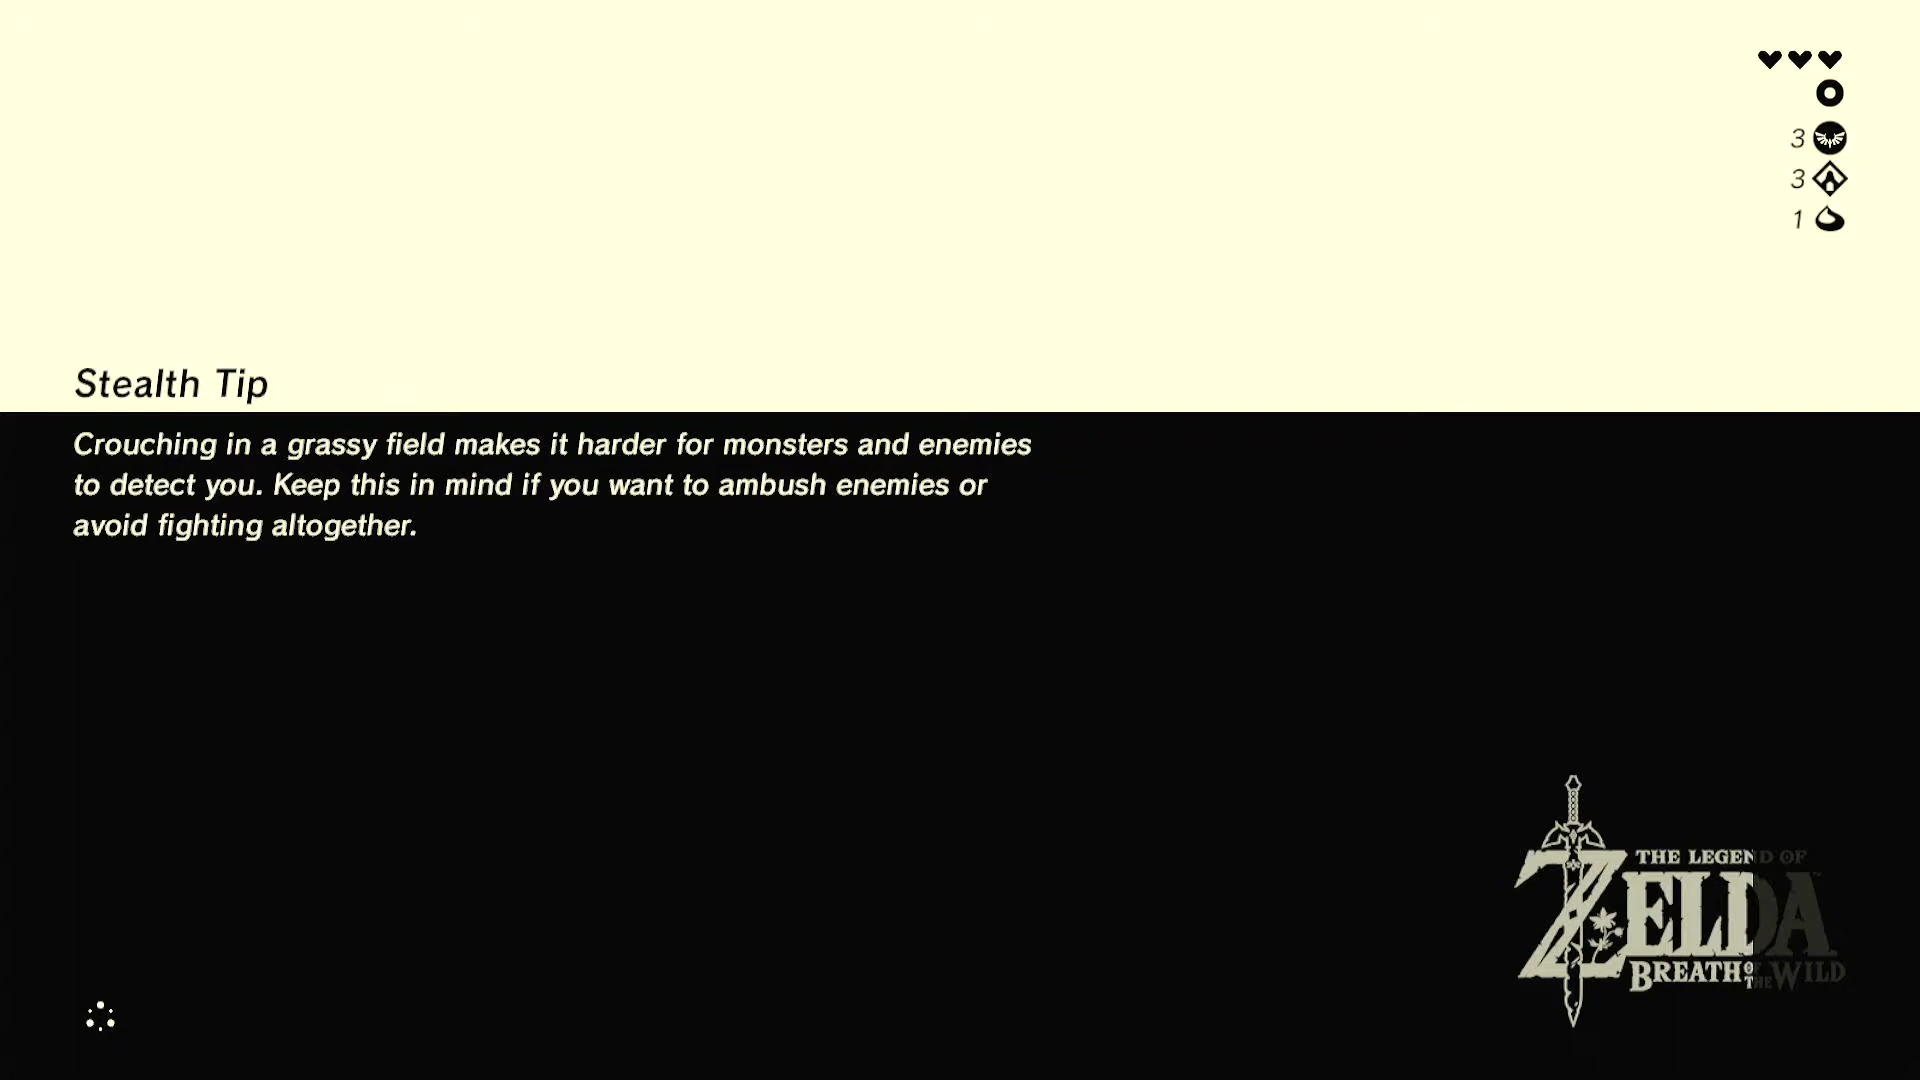 3
3
1
Stealth Tip
Crouching in a grassy field makes it harder for monsters and enemies
to detect you. Keep this in mind if you want to ambush enemies or
avoid fighting altogether.
THE LEGEND OF
ZELDA™
BREATH OF THE WILD